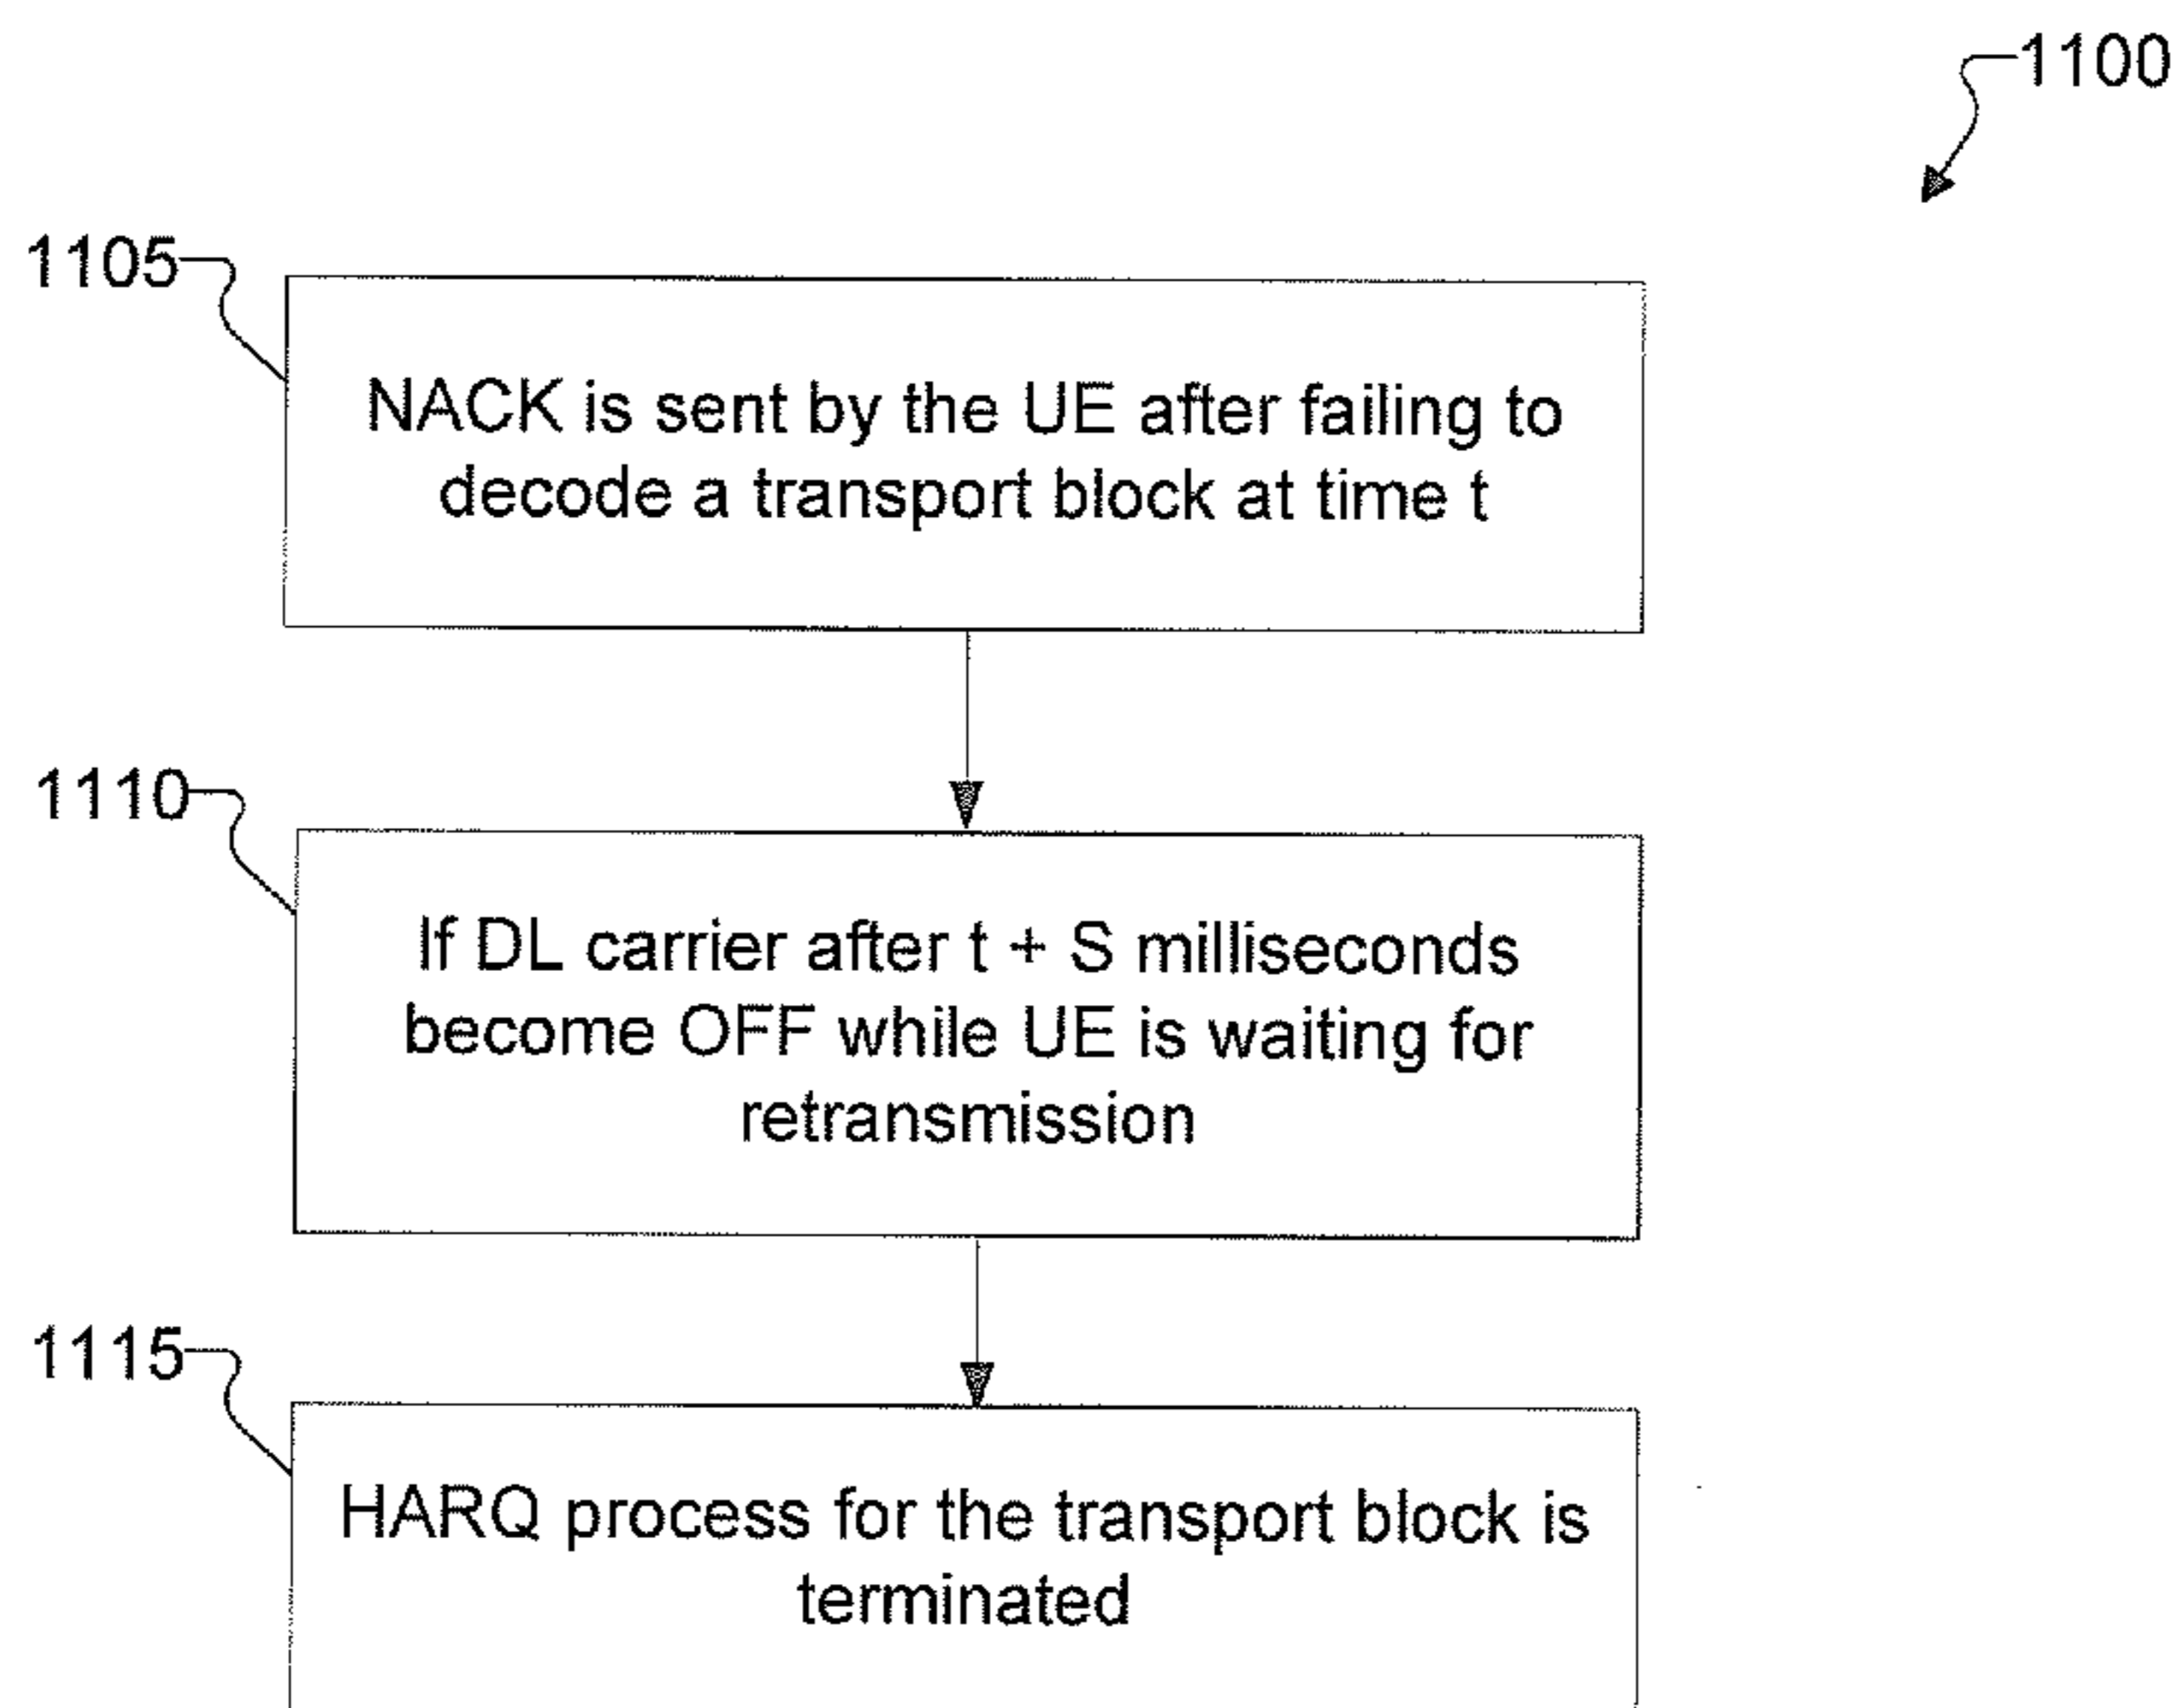 1100
1105
NACK is sent by the UE after failing to
decode a transport block at time t
1110
If DL carrier after t + S milliseconds
become OFF while UE is waiting for
retransmission
1115
HARQ process for the transport block is
terminated